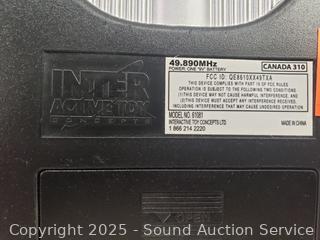 INTER
ACTIVE TOY
CONCEPTS
49.890MHz
POWER: ONE "9V" BATTERY
CANADA 310
FCC ID: QE8610XX49TXA
THIS DEVICE COMPLIES WITH PART 15 OF FCC RULES
OPERATION IS SUBJECT TO THE FOLLOWING TWO CONDITIONS:
(1)THIS DEVICE MAY NOT CAUSE HARMFUL INTERFERENCE, AND
(2)THIS DEVICE MUST ACCEPT ANY INTERFERENCE RECEIVED,
INCLUDING INTERFERENCE THAT MAY CAUSE UNDESIRED OPERATION
MODEL NO. 61081
INTERACTIVE TOY CONCEPTS LTD. MADE IN CHINA
1 866 214 2220
OPEN
Copyright 2025 - Sound Auction Service